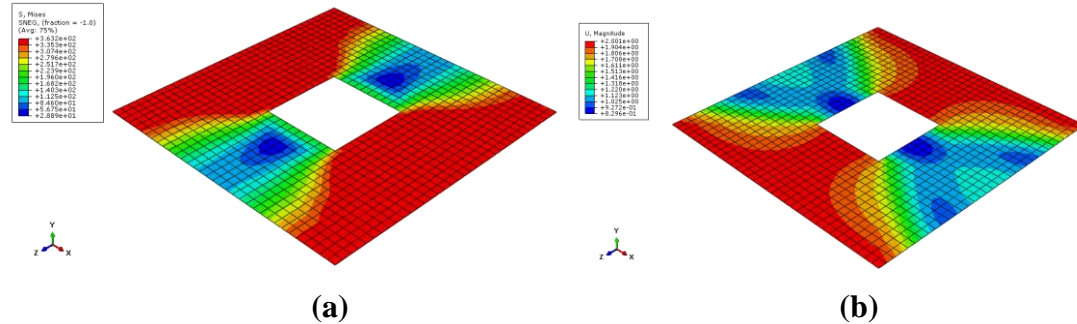 S, Mises
SNEG, (fraction = -1.0)
(Avg: 75%)
+3.632e+02
+3.353e+02
+3.074e+02
+2.796e+02
+2.517e+02
+2.239e+02
+1.960e+02
+1.682e+02
+1.403e+02
+1.125e+02
+8.460e+01
+5.675e+01
+2.889e+01
Y
Z
X
(a)
U, Magnitude
+2.001e+00
+1.904e+00
+1.806e+00
+1.708e+00
+1.611e+00
+1.513e+00
+1.416e+00
+1.318e+00
+1.220e+00
+1.123e+00
+1.025e+00
+9.272e-01
+8.296e-01
Y
Z
X
(b)